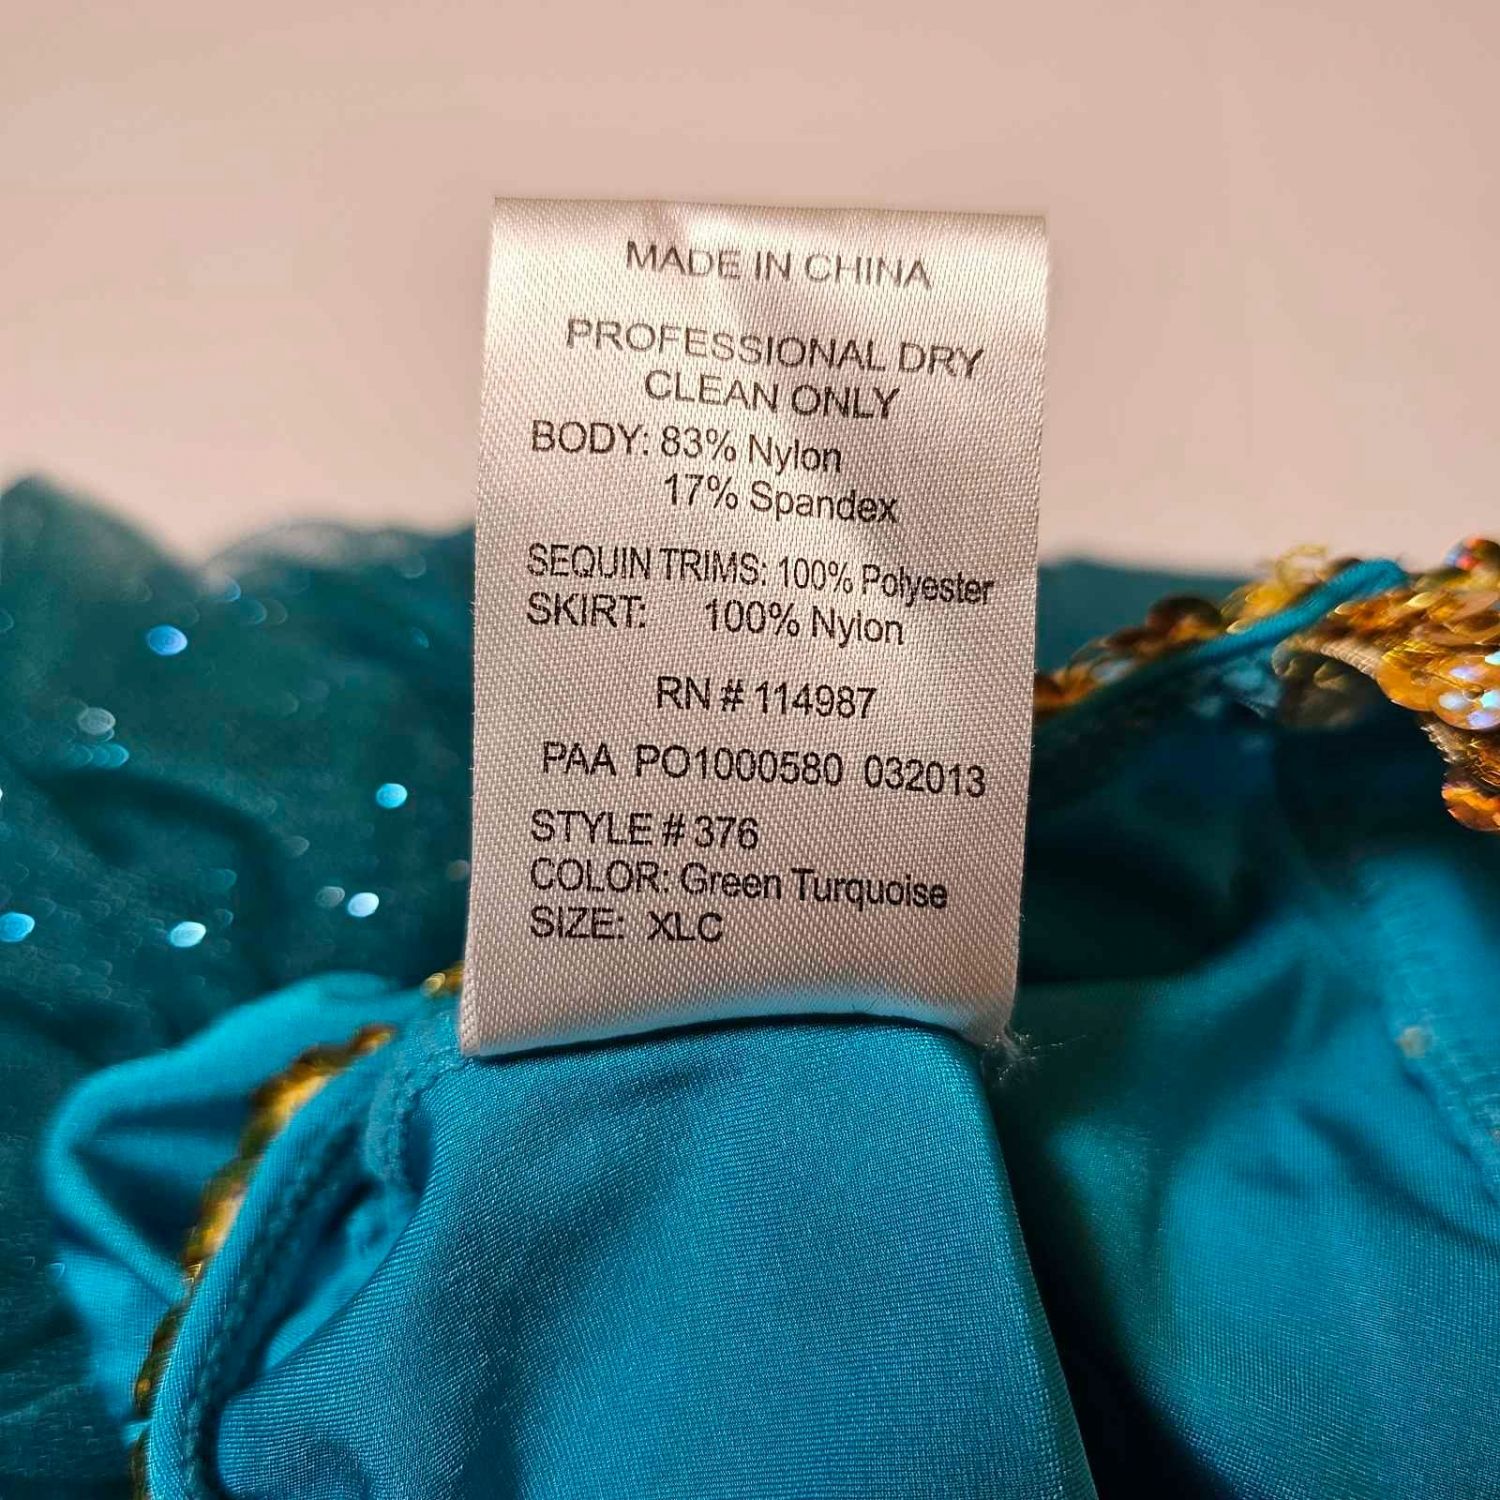 MADE IN CHINA
PROFESSIONAL DRY
CLEAN ONLY
BODY: 83% Nylon
17% Spandex
SEQUIN TRIMS: 100% Polyester
SKIRT: 100% Nylon
RN # 114987
PAA PO1000580 032013
STYLE # 376
COLOR: Green Turquoise
SIZE: XLC